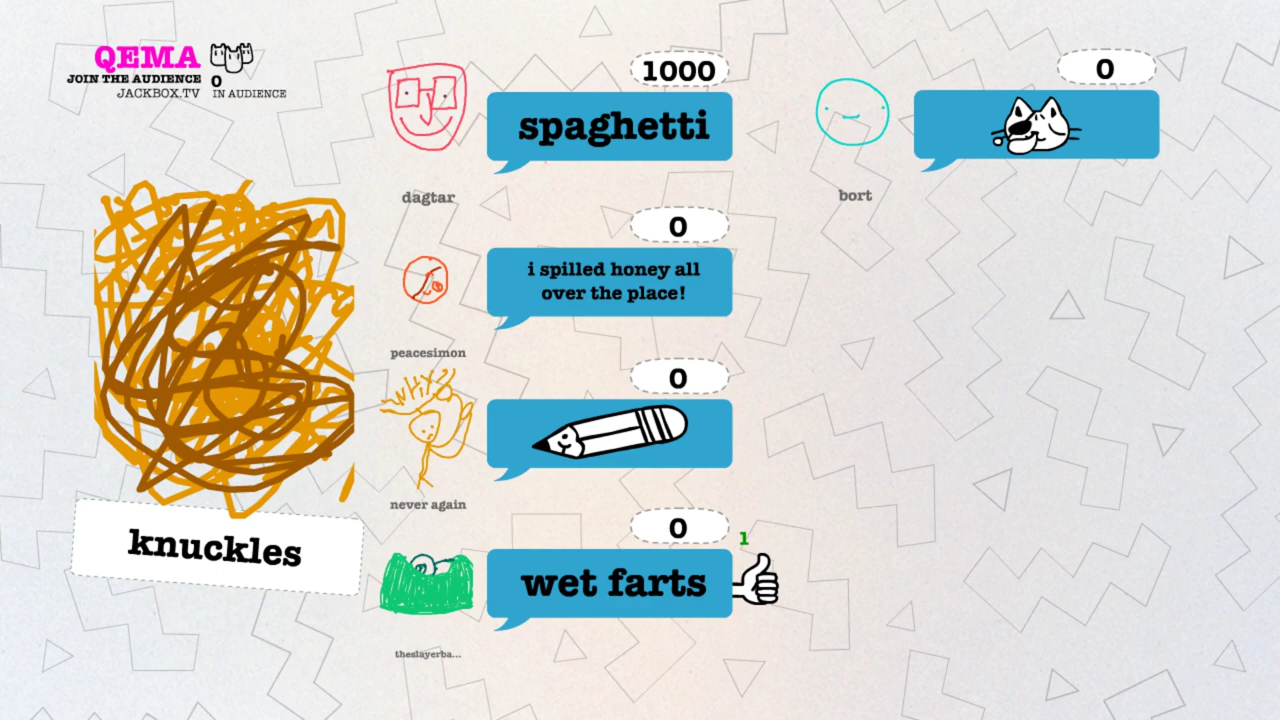 QEMA
JOIN THE AUDIENCE
JACKBOX.TV
0
IN AUDIENCE
knuckles
1000
spaghetti
dagtar
0
i spilled honey all
over the place!
peacesimon
0
WHY?
never again
0
1
wet farts
theslayerba...
0
bort